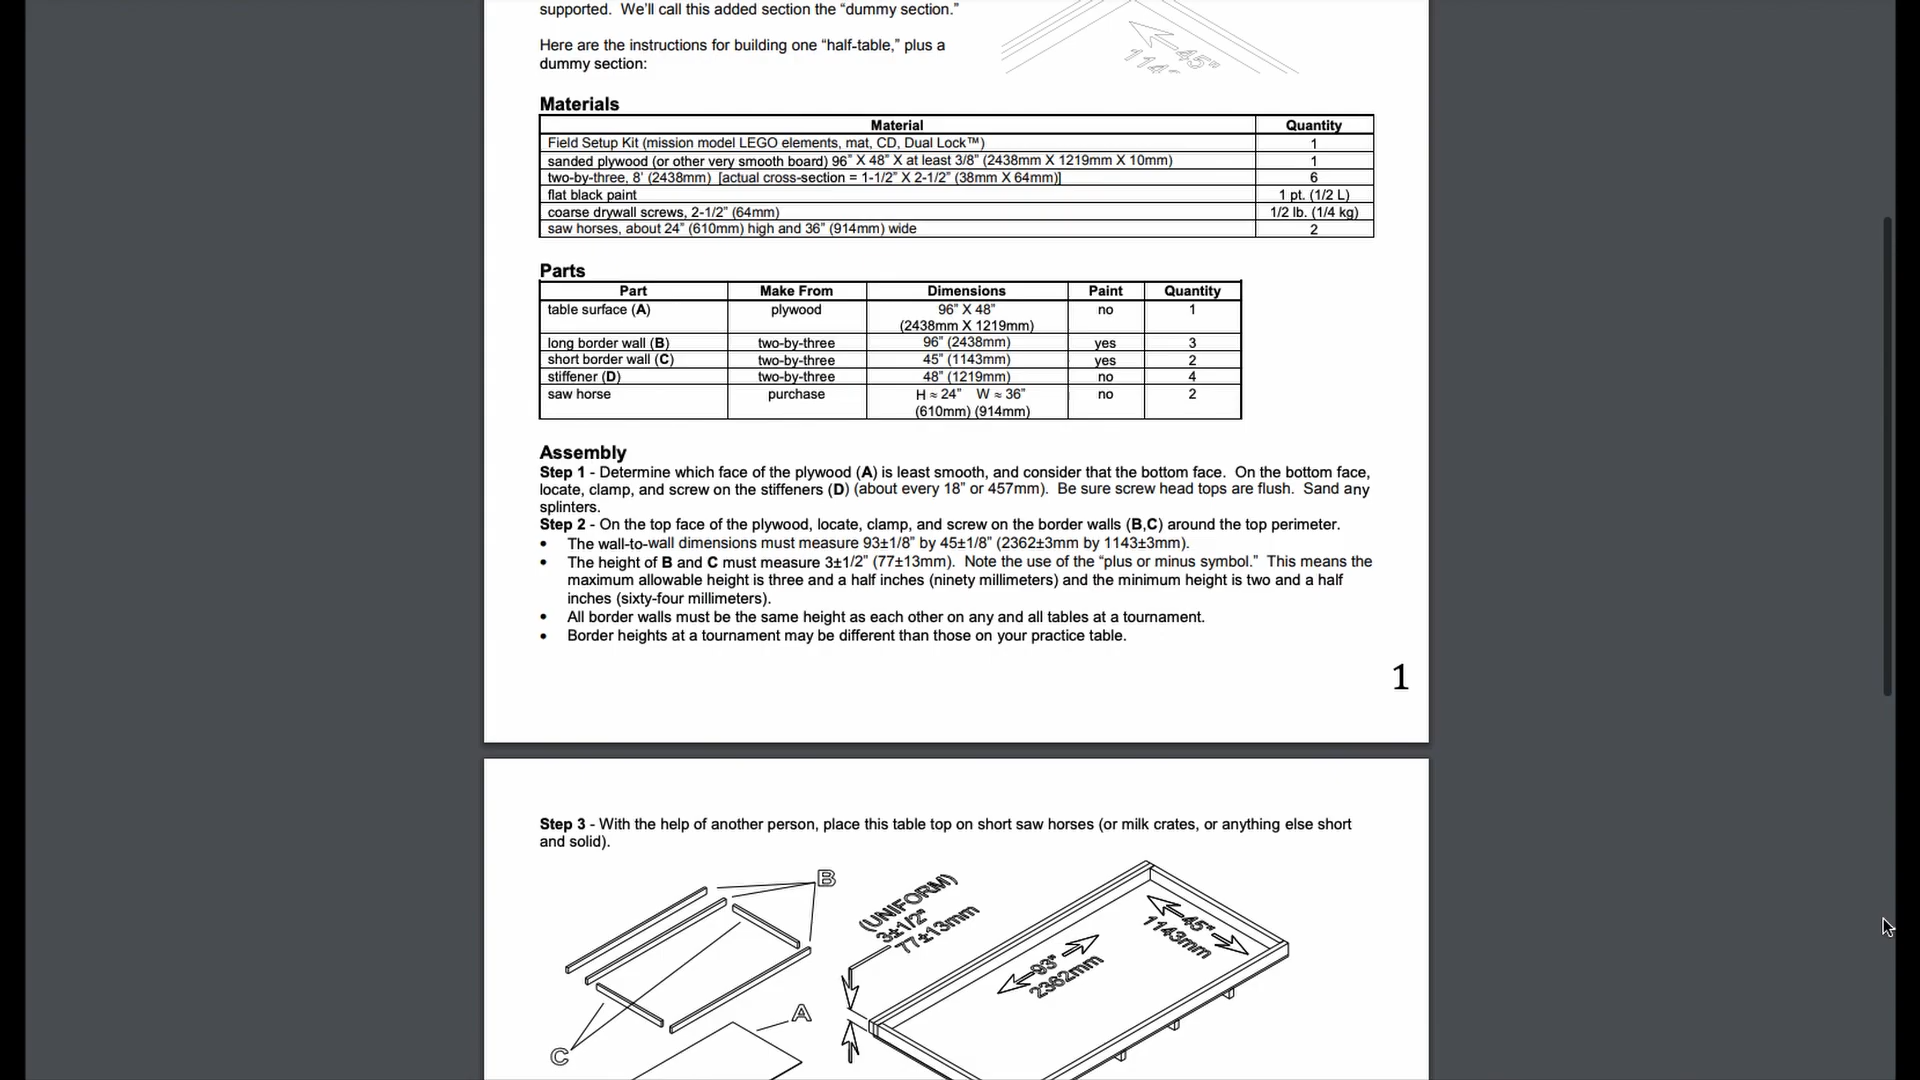 supported.  We’ll call this added section the “dummy section.”
Here are the instructions for building one “half-table,” plus a
dummy section:
45"
Materials
Material Quantity
Field Setup Kit (mission model LEGO elements, mat, CD, Dual Lock™) 1
sanded plywood (or other very smooth board) 96” X 48” X at least 3/8” (2438mm X 1219mm X 10mm) 1
two-by-three, 8’ (2438mm)  [actual cross-section = 1-1/2” X 2-1/2” (38mm X 64mm)] 6
flat black paint 1 pt. (1/2 L)
coarse drywall screws, 2-1/2” (64mm) 1/2 lb. (1/4 kg)
saw horses, about 24” (610mm) high and 36” (914mm) wide 2
Parts
Part Make From Dimensions Paint Quantity
table surface (A) plywood 96” X 48” no 1
(2438mm X 1219mm)
long border wall (B) two-by-three 96” (2438mm) yes 3
short border wall (C) two-by-three 45” (1143mm) yes 2
stiffener (D) two-by-three 48” (1219mm) no 4
saw horse purchase H ≈ 24”    W ≈ 36” no 2
(610mm) (914mm)
Assembly
Step 1 - Determine which face of the plywood (A) is least smooth, and consider that the bottom face.  On the bottom face,
locate, clamp, and screw on the stiffeners (D) (about every 18” or 457mm).  Be sure screw head tops are flush.  Sand any
splinters.
Step 2 - On the top face of the plywood, locate, clamp, and screw on the border walls (B,C) around the top perimeter.
• The wall-to-wall dimensions must measure 93±1/8” by 45±1/8” (2362±3mm by 1143±3mm).
• The height of B and C must measure 3±1/2” (77±13mm).  Note the use of the “plus or minus symbol.”  This means the
maximum allowable height is three and a half inches (ninety millimeters) and the minimum height is two and a half
inches (sixty-four millimeters).
• All border walls must be the same height as each other on any and all tables at a tournament.
• Border heights at a tournament may be different than those on your practice table.
1
Step 3 - With the help of another person, place this table top on short saw horses (or milk crates, or anything else short
and solid).
B
(UNIFORM)
3±1/2"
77±13mm
45"
1143mm
93"
2362mm
A
C